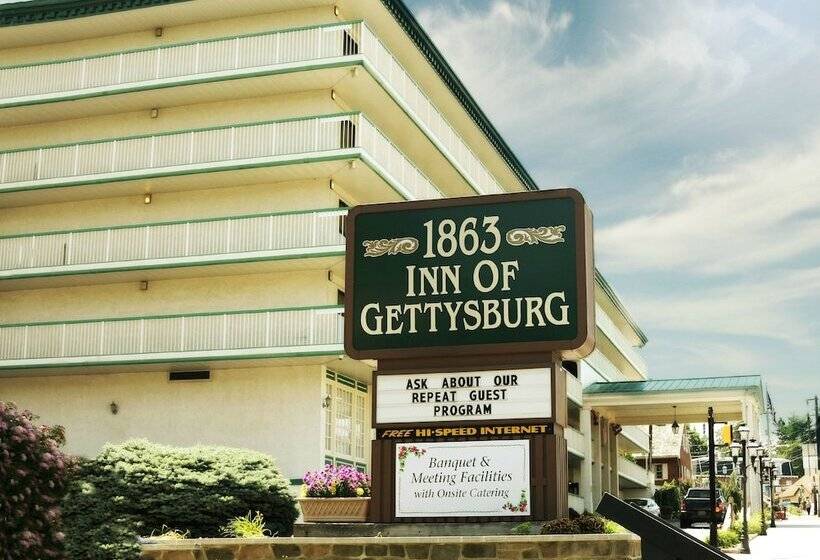 1863
INN OF
GETTYSBURG
ASK ABOUT OUR
REPEAT GUEST
PROGRAM
FREE HI-SPEED INTERNET
Banquet &
Meeting Facilities
with Onsite Catering